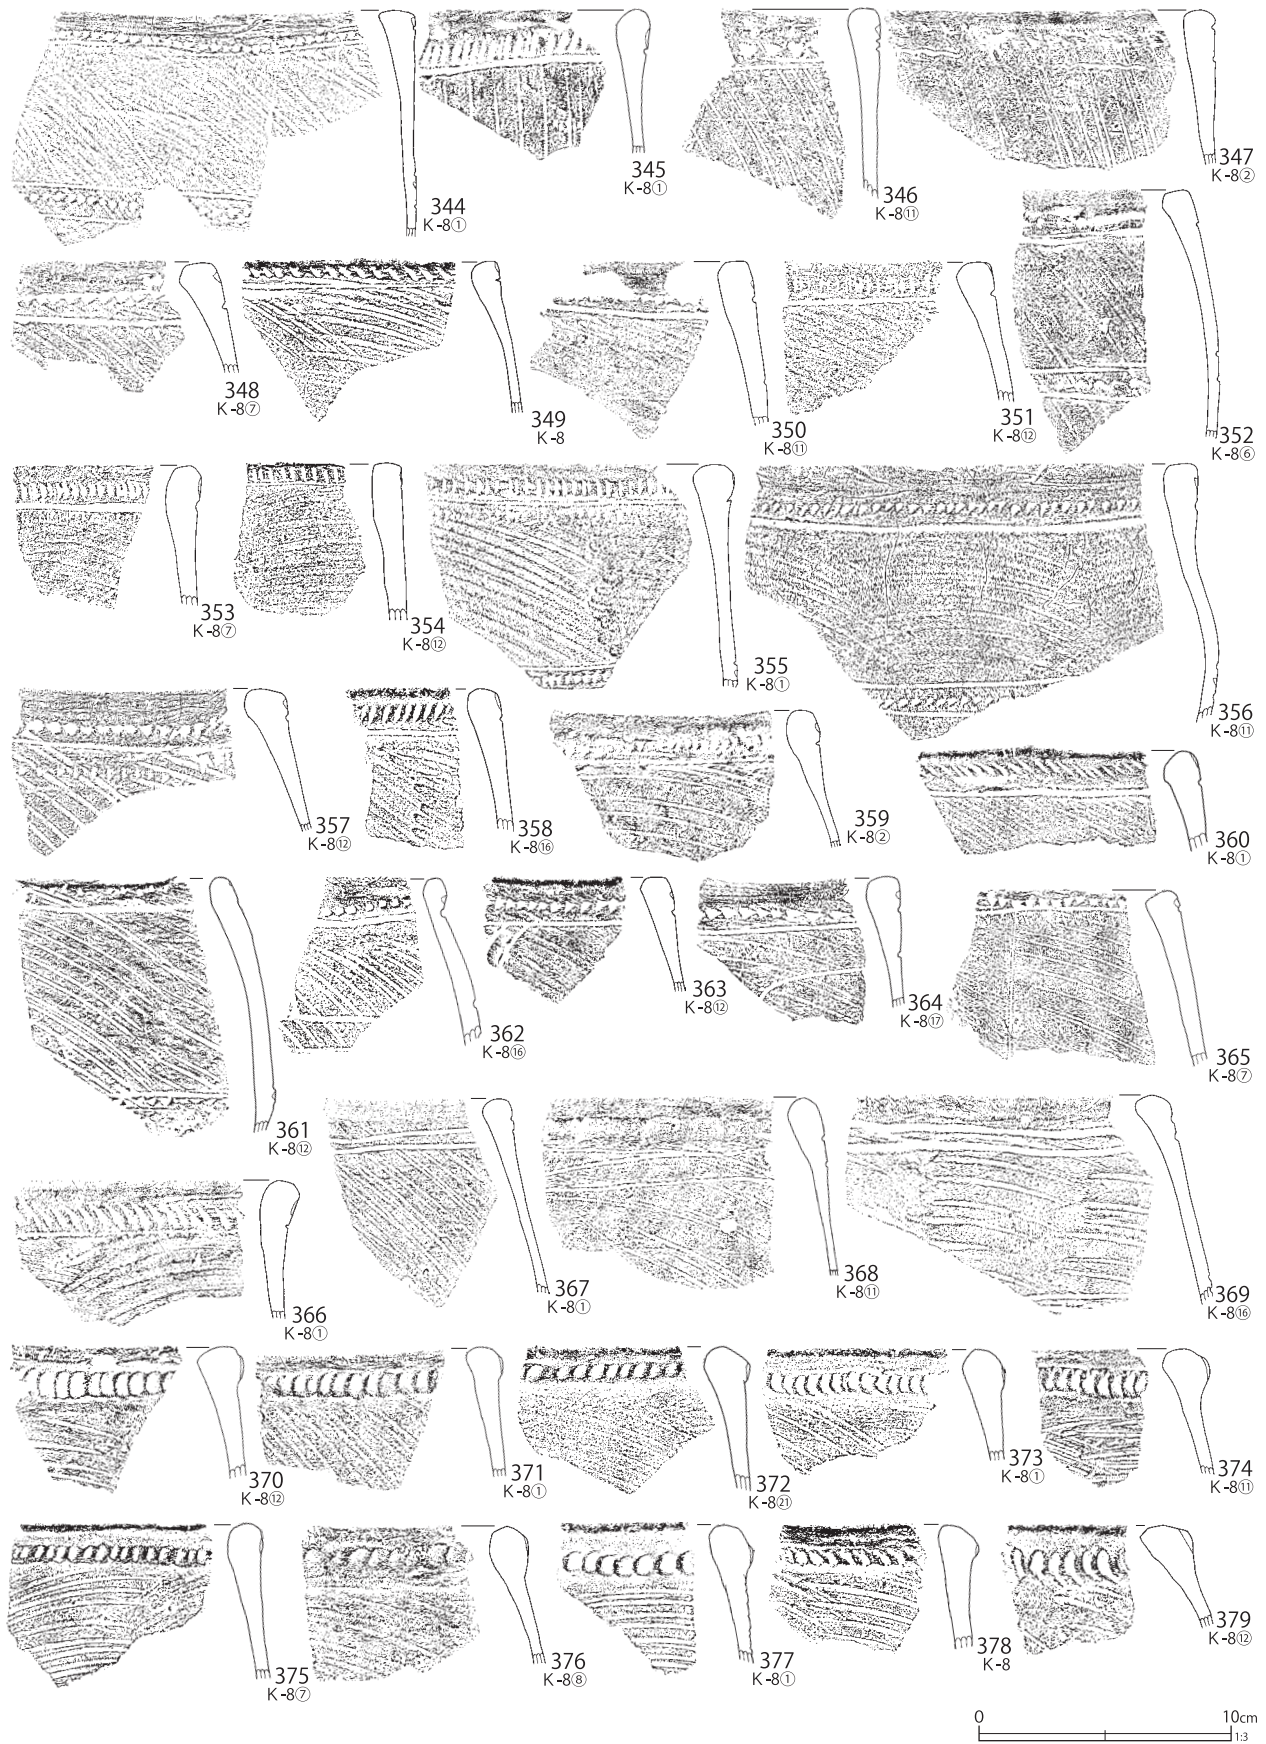 344
K-8①
345
K-8①
346
K-8⑪
347
K-8②
348
K-8⑦
349
K-8
350
K-8⑪
351
K-8⑫
352
K-8⑥
353
K-8⑦
354
K-8⑫
355
K-8①
356
K-8⑪
357
K-8⑫
358
K-8⑯
359
K-8②
360
K-8①
361
K-8⑫
362
K-8⑯
363
K-8⑫
364
K-8⑰
365
K-8⑦
366
K-8①
367
K-8①
368
K-8⑪
369
K-8⑯
370
K-8⑫
371
K-8①
372
K-8㉑
373
K-8①
374
K-8⑪
375
K-8⑦
376
K-8⑧
377
K-8①
378
K-8
379
K-8⑫
0 10cm
1:3